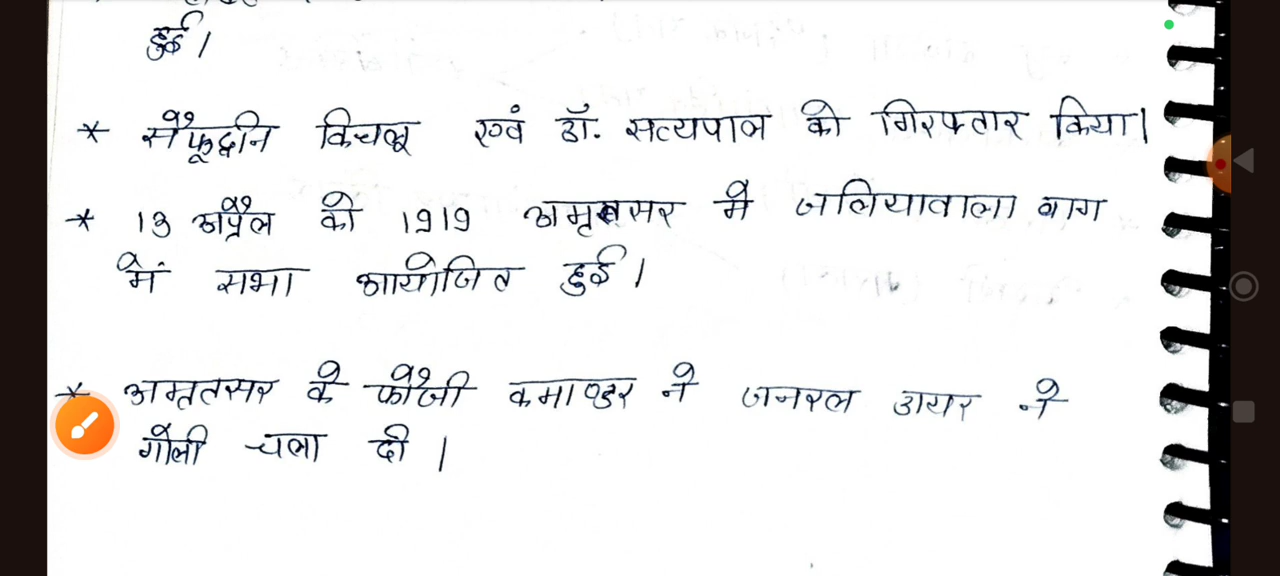 हुई।
* सैफूद्दीन किचलू एवं डॉ. सत्यपाल को गिरफ्तार किया।
* 13 अप्रैल को 1919 अमृतसर में जलियावाला बाग
में सभा आयोजित हुई।
* अमृतसर के फौजी कमाण्डर ने जनरल डायर ने
गोली चला दी।